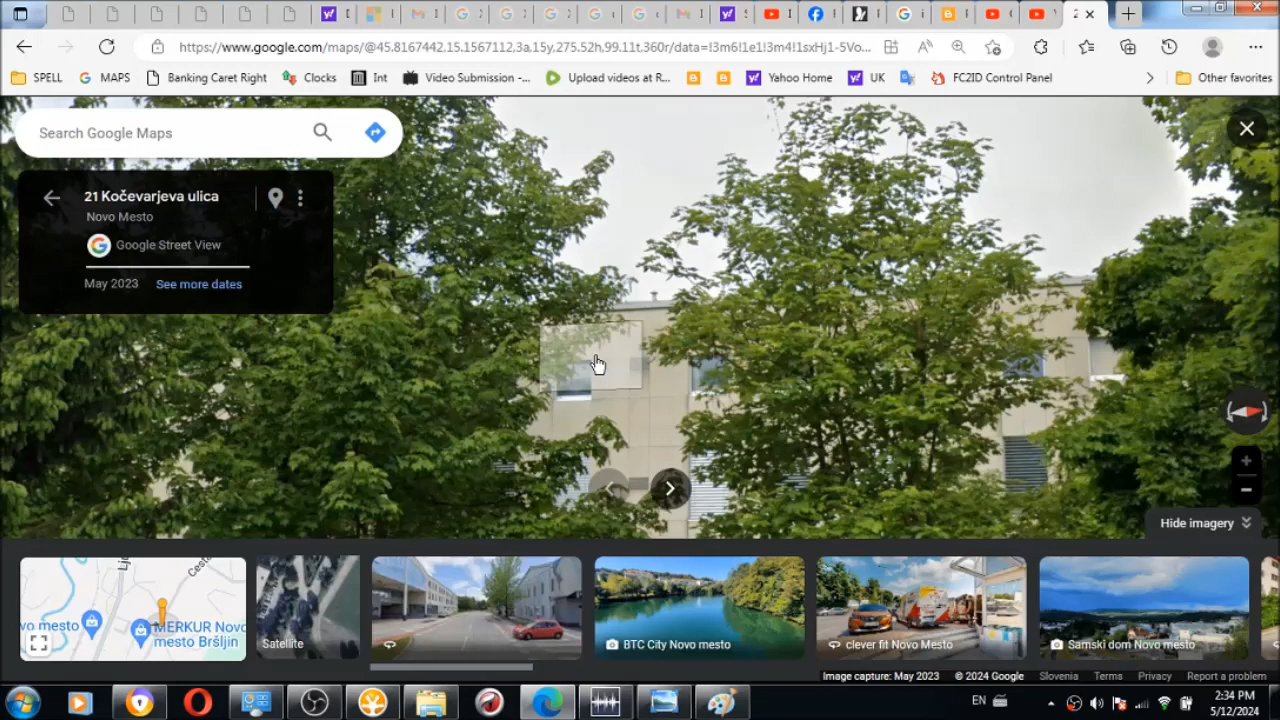 https://www.google.com/maps/@45.8167442,15.1567112,3a,15y,275.52h,99.11t,360r/data=!3m6!1e1!3m4!1sxHj1-5Vo...
SPELL
MAPS
Banking Caret Right
Clocks
Int
Video Submission -...
Upload videos at R...
Yahoo Home
UK
FC2ID Control Panel
Other favorites
Search Google Maps
21 Kočevarjeva ulica
Novo Mesto
Google Street View
May 2023 See more dates
Hide imagery
vo mesto
MERKUR Novo
mesto Bršljin
Satellite
BTC City Novo mesto
clever fit Novo Mesto
Samski dom Novo mesto
Image capture: May 2023 © 2024 Google Slovenia Terms Privacy Report a problem
EN
2:34 PM
5/12/2024